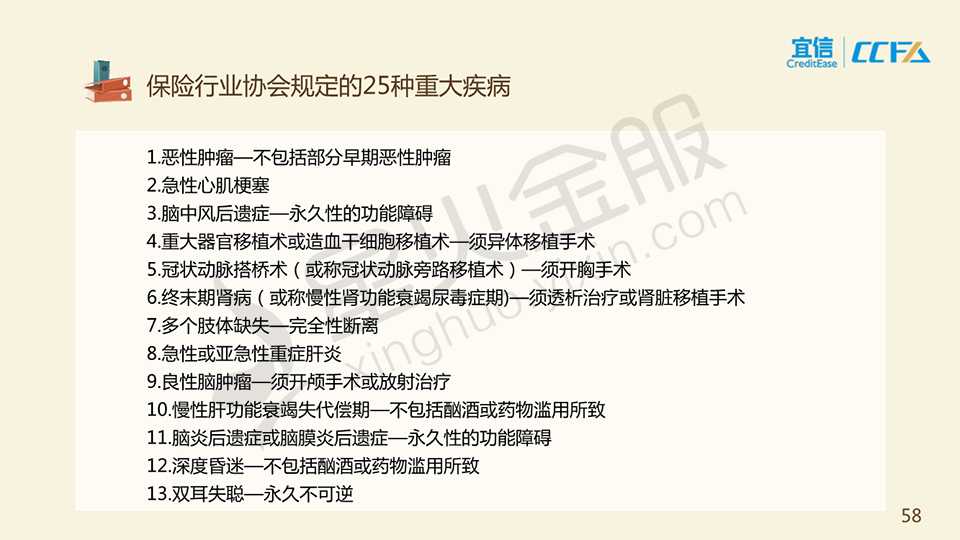 宜信
CreditEase
CCFA
保险行业协会规定的25种重大疾病
1.恶性肿瘤—不包括部分早期恶性肿瘤
2.急性心肌梗塞
3.脑中风后遗症—永久性的功能障碍
4.重大器官移植术或造血干细胞移植术—须异体移植手术
5.冠状动脉搭桥术（或称冠状动脉旁路移植术）—须开胸手术
6.终末期肾病（或称慢性肾功能衰竭尿毒症期)—须透析治疗或肾脏移植手术
7.多个肢体缺失—完全性断离
8.急性或亚急性重症肝炎
9.良性脑肿瘤—须开颅手术或放射治疗
10.慢性肝功能衰竭失代偿期—不包括酗酒或药物滥用所致
11.脑炎后遗症或脑膜炎后遗症—永久性的功能障碍
12.深度昏迷—不包括酗酒或药物滥用所致
13.双耳失聪—永久不可逆
星火金服
xinghuo.yixin.com
58